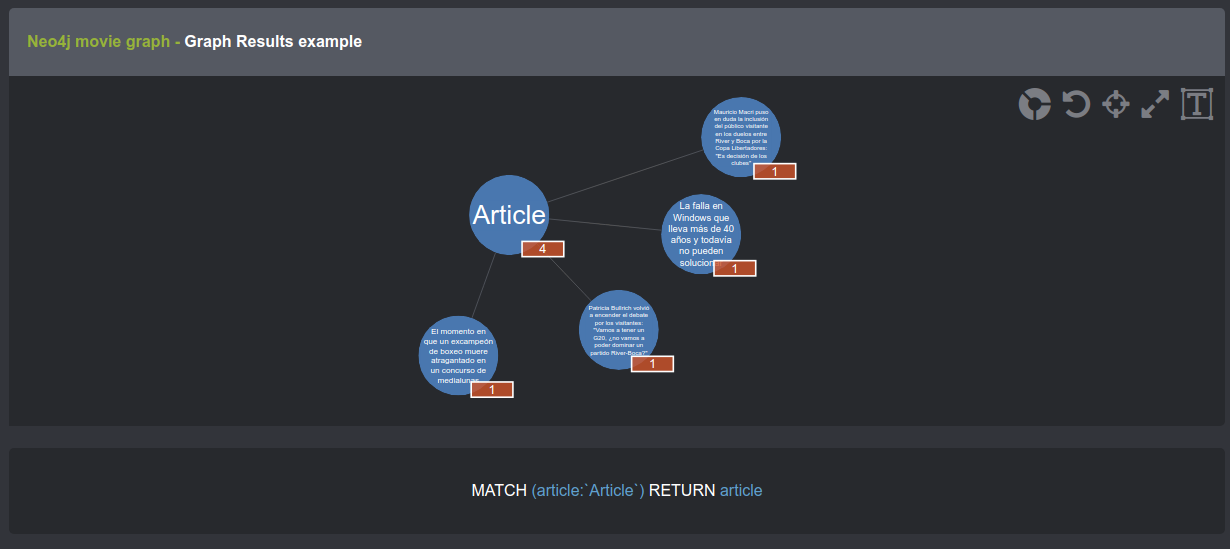 Neo4j movie graph - Graph Results example
T
Mauricio Macri puso
en duda la inclusión
del público visitante
en los duelos entre
River y Boca por la
Copa Libertadores:
"Es decisión de los
clubes"
1
Article
4
La falla en
Windows que
lleva más de 40
años y todavía
no pueden
1
Patricia Bullrich volvió
a encender el debate
por los visitantes:
"Vamos a tener un
G20, ¿no vamos a
poder dominar un
partido River-Boca?"
1
El momento en
que un excampeón
de boxeo muere
atragantado en
un concurso de
medialunas
1
MATCH (article:`Article`) RETURN article